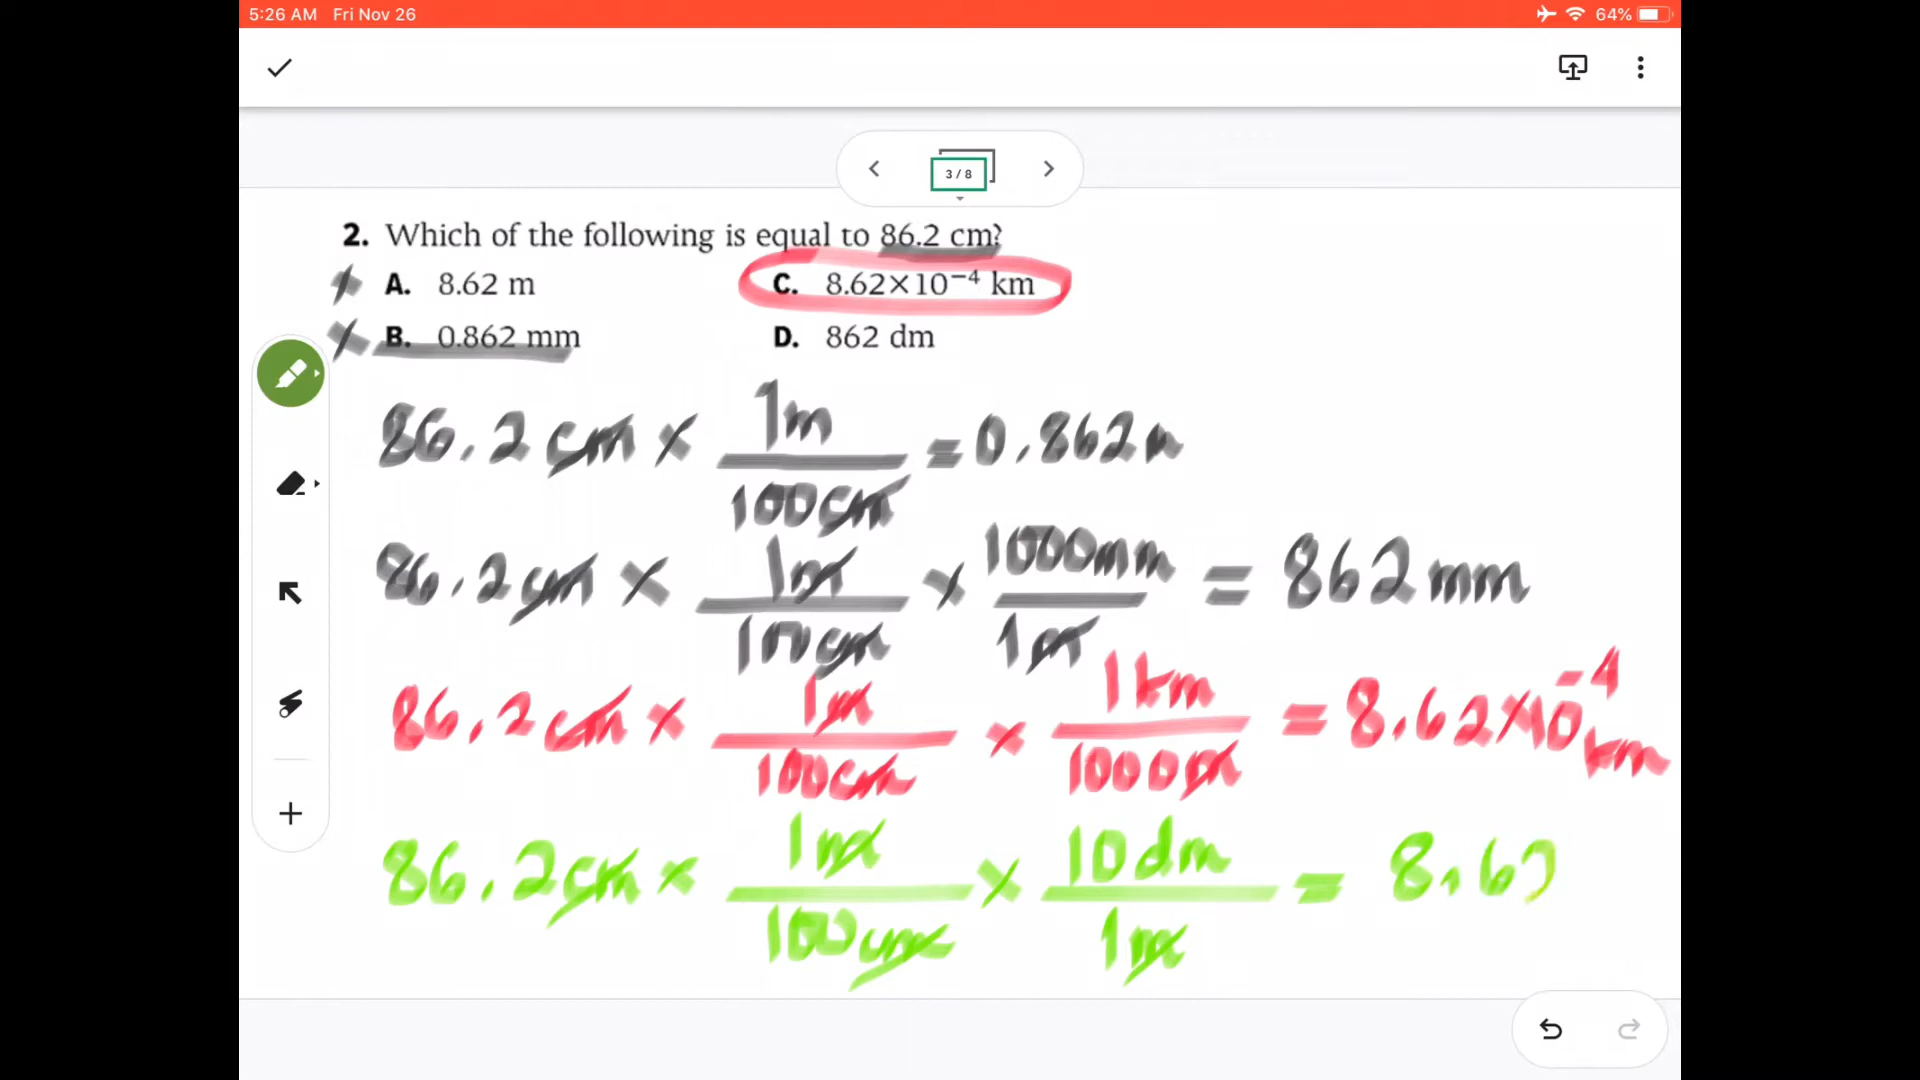 5:26 AM Fri Nov 26 64%
3 / 8
2. Which of the following is equal to 86.2 cm?
A. 8.62 m C. 8.62×10⁻⁴ km
B. 0.862 mm D. 862 dm
86.2 cm × 1m / 100cm = 0.862m
86.2 cm × 1m / 100cm × 1000mm / 1m = 862mm
86.2 cm × 1m / 100cm × 1km / 1000m = 8.62×10⁻⁴ km
86.2 cm × 1m / 100cm × 10dm / 1m = 8.62